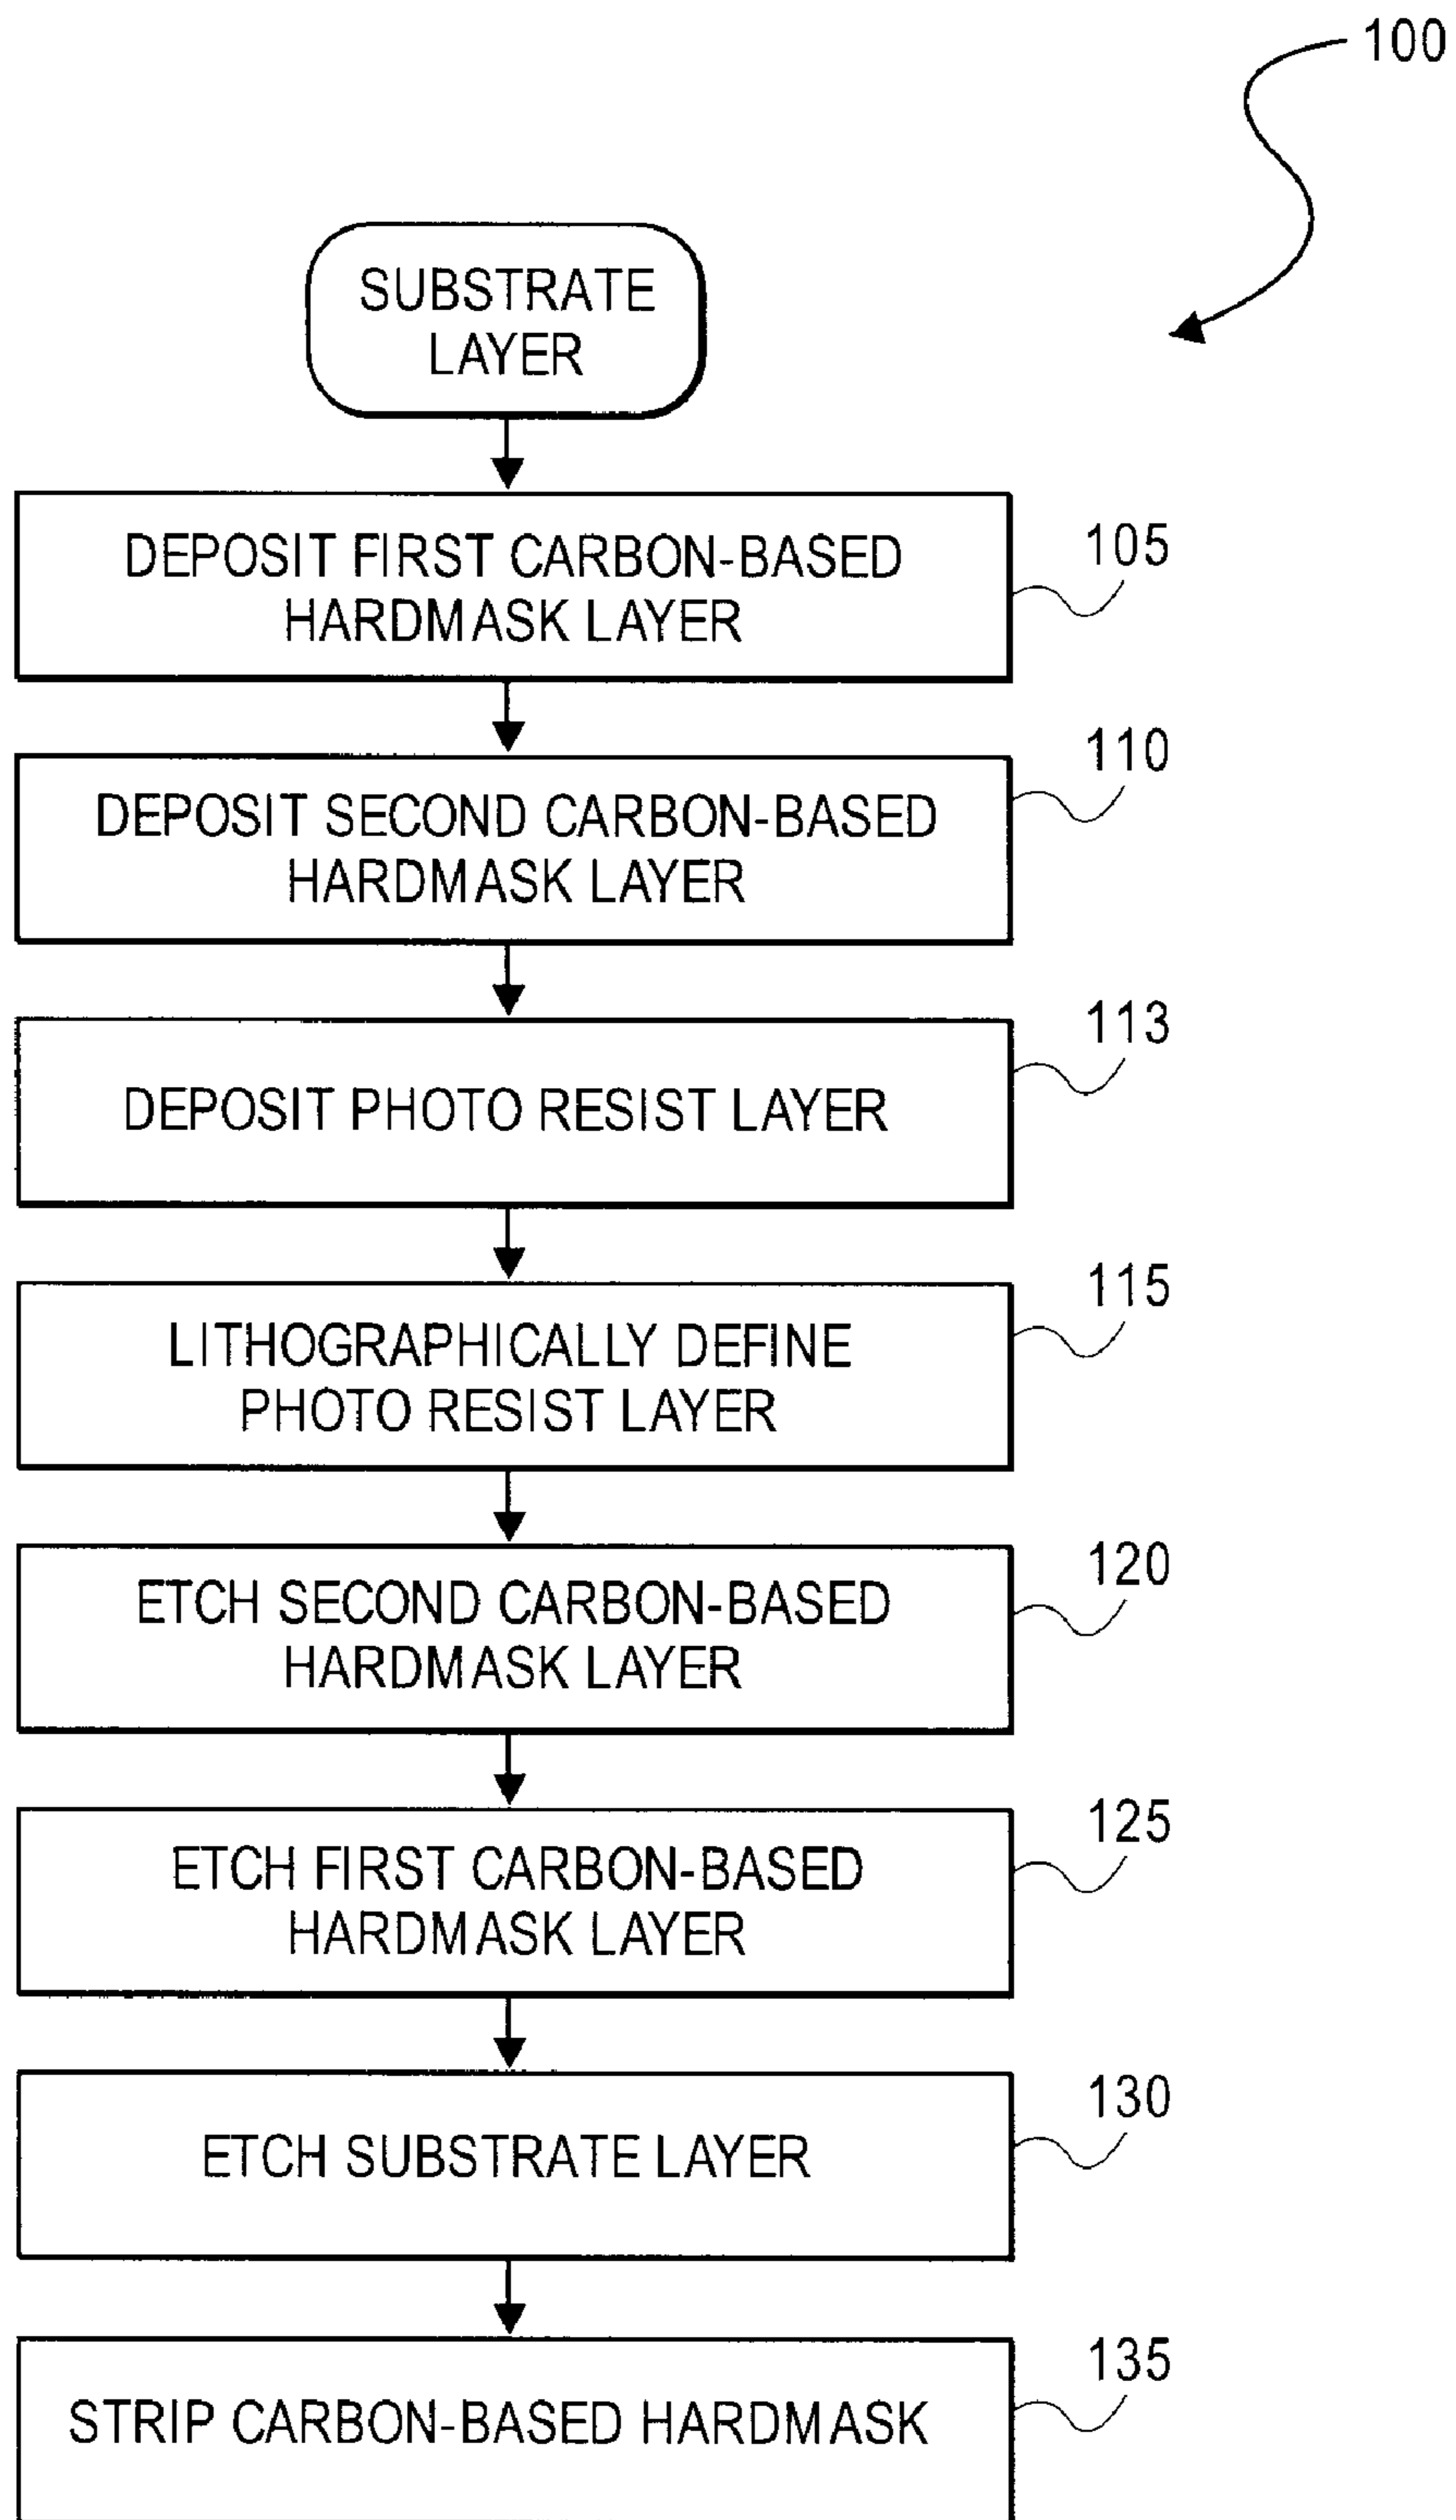 100
SUBSTRATE
LAYER
DEPOSIT FIRST CARBON-BASED
HARDMASK LAYER
105
DEPOSIT SECOND CARBON-BASED
HARDMASK LAYER
110
DEPOSIT PHOTO RESIST LAYER
113
LITHOGRAPHICALLY DEFINE
PHOTO RESIST LAYER
115
ETCH SECOND CARBON-BASED
HARDMASK LAYER
120
ETCH FIRST CARBON-BASED
HARDMASK LAYER
125
ETCH SUBSTRATE LAYER
130
STRIP CARBON-BASED HARDMASK
135